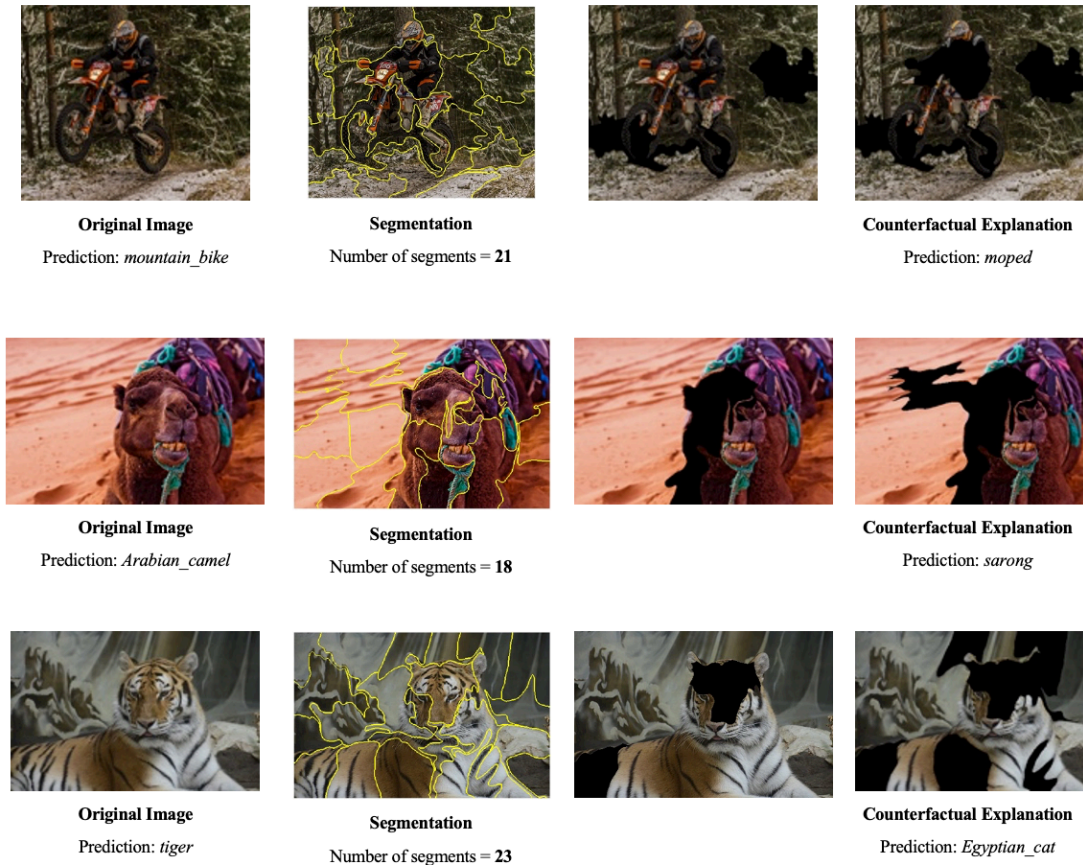 Original Image
Segmentation
Counterfactual Explanation
Prediction: mountain_bike
Number of segments = 21
Prediction: moped
Original Image
Segmentation
Counterfactual Explanation
Prediction: Arabian_camel
Number of segments = 18
Prediction: sarong
Original Image
Segmentation
Counterfactual Explanation
Prediction: tiger
Number of segments = 23
Prediction: Egyptian_cat